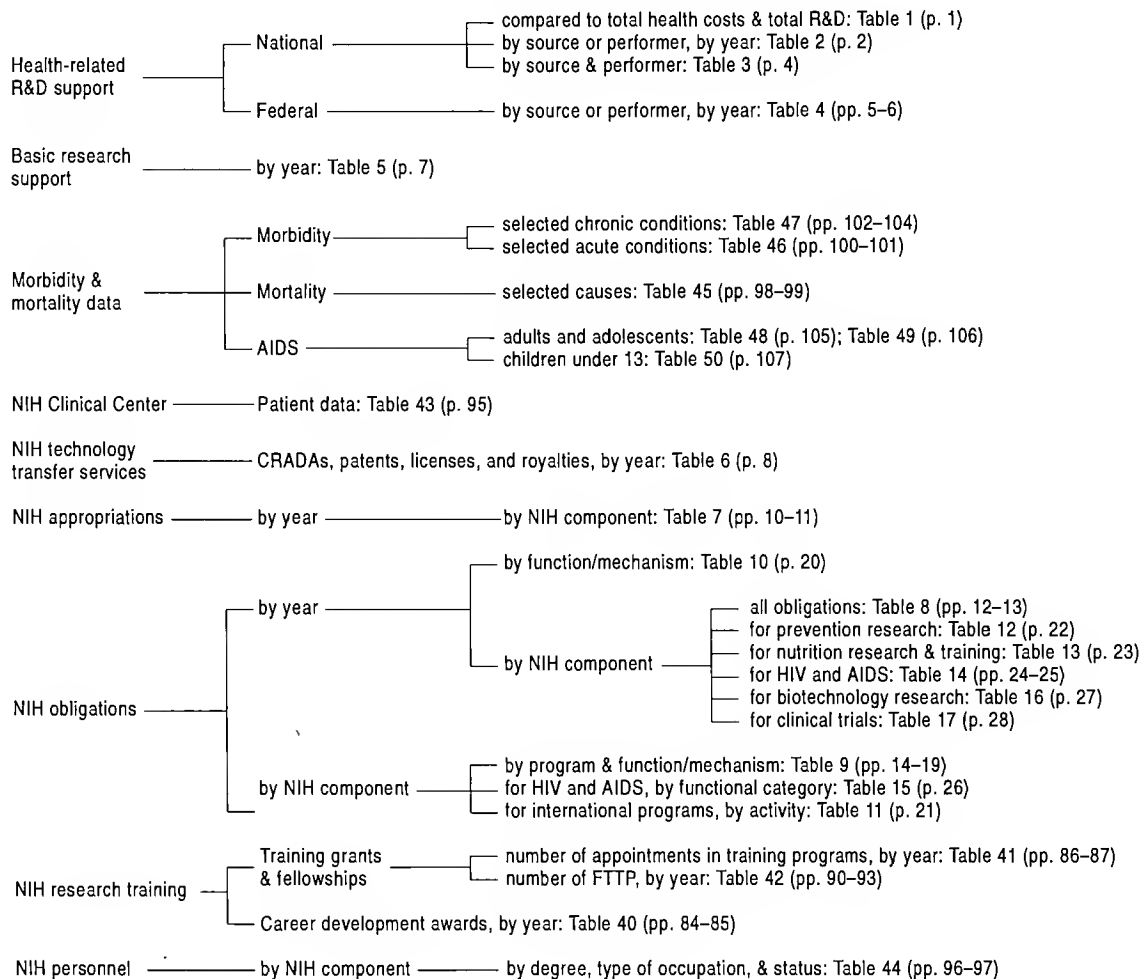 Health-related
R&D support
National
compared to total health costs & total R&D: Table 1 (p. 1)
by source or performer, by year: Table 2 (p. 2)
by source & performer: Table 3 (p. 4)
Federal
by source or performer, by year: Table 4 (pp. 5–6)
Basic research
support
by year: Table 5 (p. 7)
Morbidity &
mortality data
Morbidity
selected chronic conditions: Table 47 (pp. 102–104)
selected acute conditions: Table 46 (pp. 100–101)
Mortality
selected causes: Table 45 (pp. 98–99)
AIDS
adults and adolescents: Table 48 (p. 105); Table 49 (p. 106)
children under 13: Table 50 (p. 107)
NIH Clinical Center
Patient data: Table 43 (p. 95)
NIH technology
transfer services
CRADAs, patents, licenses, and royalties, by year: Table 6 (p. 8)
NIH appropriations
by year
by NIH component: Table 7 (pp. 10–11)
NIH obligations
by year
by function/mechanism: Table 10 (p. 20)
by NIH component
all obligations: Table 8 (pp. 12–13)
for prevention research: Table 12 (p. 22)
for nutrition research & training: Table 13 (p. 23)
for HIV and AIDS: Table 14 (pp. 24–25)
for biotechnology research: Table 16 (p. 27)
for clinical trials: Table 17 (p. 28)
by NIH component
by program & function/mechanism: Table 9 (pp. 14–19)
for HIV and AIDS, by functional category: Table 15 (p. 26)
for international programs, by activity: Table 11 (p. 21)
NIH research training
Training grants
& fellowships
number of appointments in training programs, by year: Table 41 (pp. 86–87)
number of FTTP, by year: Table 42 (pp. 90–93)
Career development awards, by year: Table 40 (pp. 84–85)
NIH personnel
by NIH component
by degree, type of occupation, & status: Table 44 (pp. 96–97)